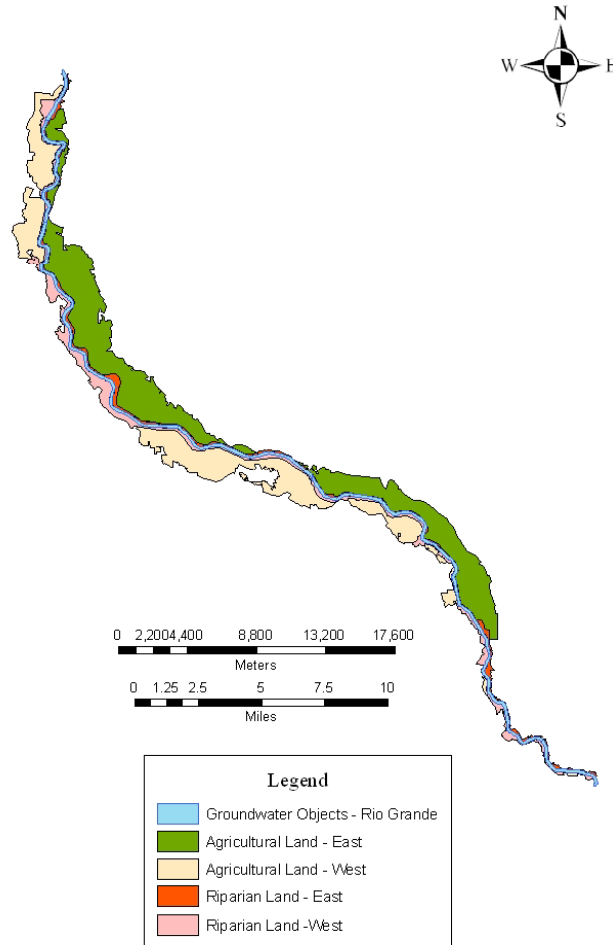 N
W E
S
0 2,2004,400 8,800 13,200 17,600
Meters
0 1.25 2.5 5 7.5 10
Miles
Legend
Groundwater Objects - Rio Grande
Agricultural Land - East
Agricultural Land - West
Riparian Land - East
Riparian Land -West